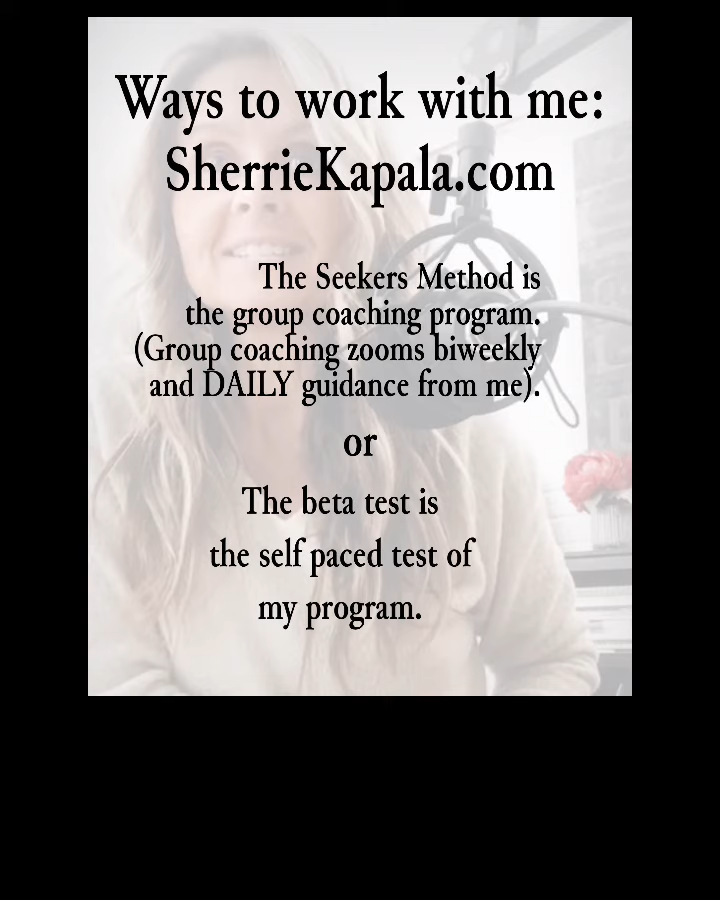 Ways to work with me:
SherrieKapala.com
The Seekers Method is
the group coaching program.
(Group coaching zooms biweekly
and DAILY guidance from me).
or
The beta test is
the self paced test of
my program.